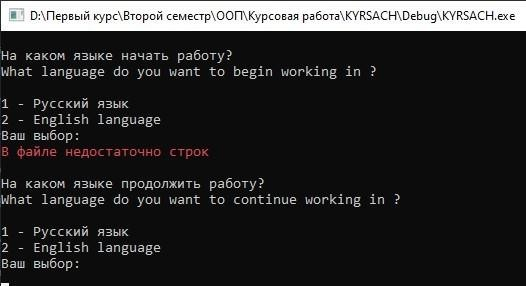 D:\Первый курс\Второй семестр\ООП\Курсовая работа\KYRSACH\Debug\KYRSACH.exe
На каком языке начать работу?
What language do you want to begin working in ?
1 - Русский язык
2 - English language
Ваш выбор:
В файле недостаточно строк
На каком языке продолжить работу?
What language do you want to continue working in ?
1 - Русский язык
2 - English language
Ваш выбор: